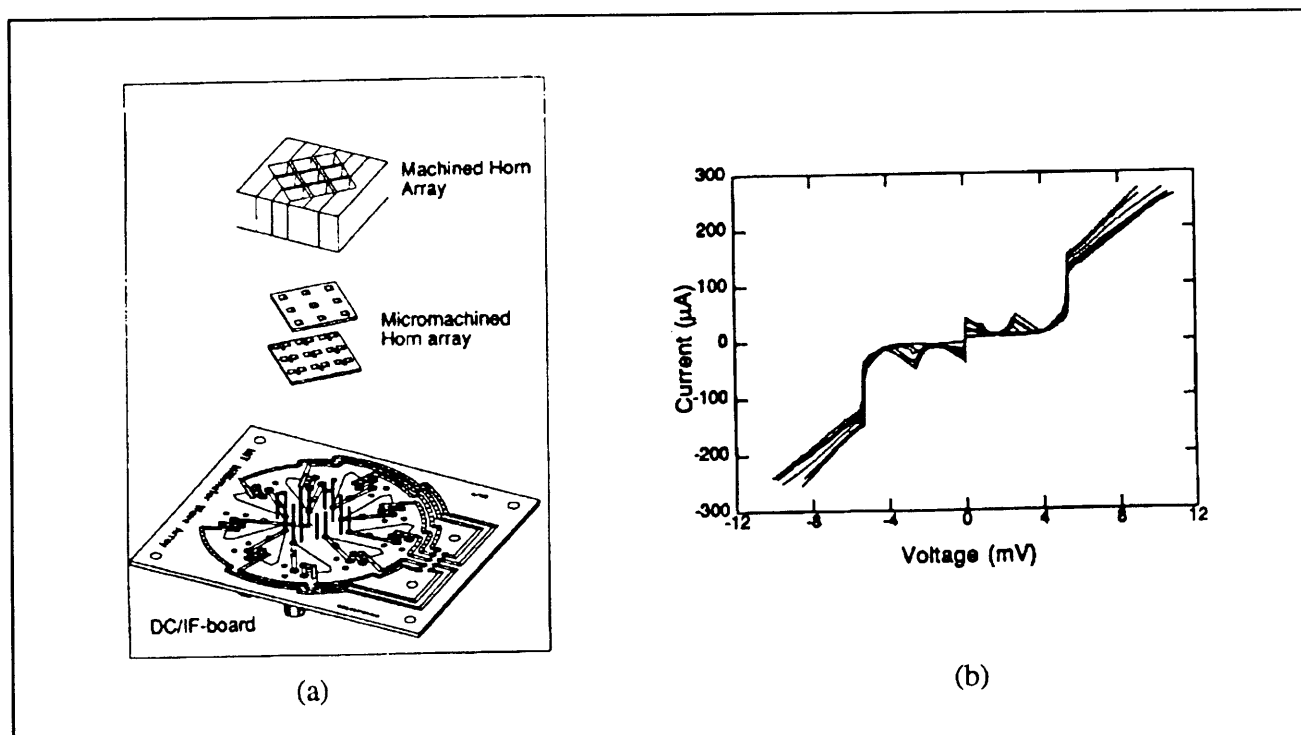 Machined Horn
Array
Micromachined
Horn array
DC/IF-board
(a)
300
200
100
0
-100
-200
-300
Current (μA)
-12
-8
-4
0
4
8
12
Voltage (mV)
(b)